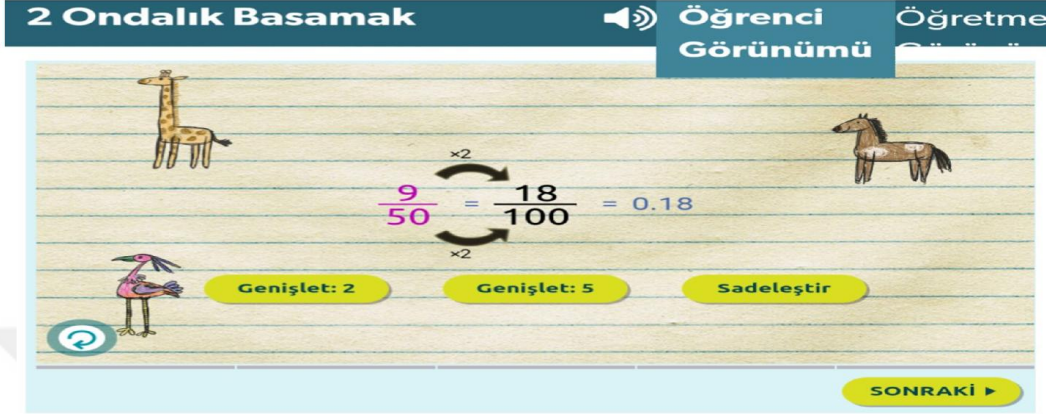 2 Ondalık Basamak
Öğrenci
Görünümü
Öğretme
×2
9/50 = 18/100 = 0.18
×2
Genişlet: 2 Genişlet: 5 Sadeleştir
SONRAKİ ►